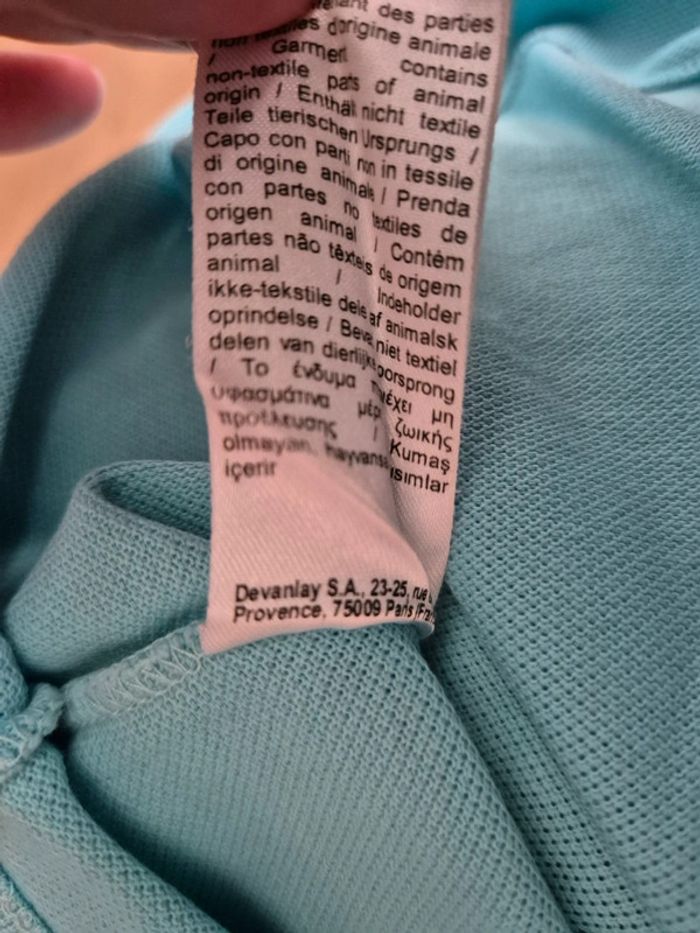 des parties
d'origine animale
/ Garment contains
non-textile parts of animal
origin / Enthält nicht textile
Teile tierischen Ursprungs /
Capo con parti non in tessile
di origine animale / Prenda
con partes no textiles de
origen animal / Contém
partes não têxteis de origem
animal / Indeholder
ikke-tekstile dele af animalsk
oprindelse / Bevat niet textiel
delen van dierlijke oorsprong
/ Το ένδυμα περιέχει μη
υφασμάτινα μέρη ζωικής
προέλευσης / Kumaş
olmayan, hayvansal kısımlar
içerir
Devanlay S.A., 23-25, rue
Provence, 75009 Paris